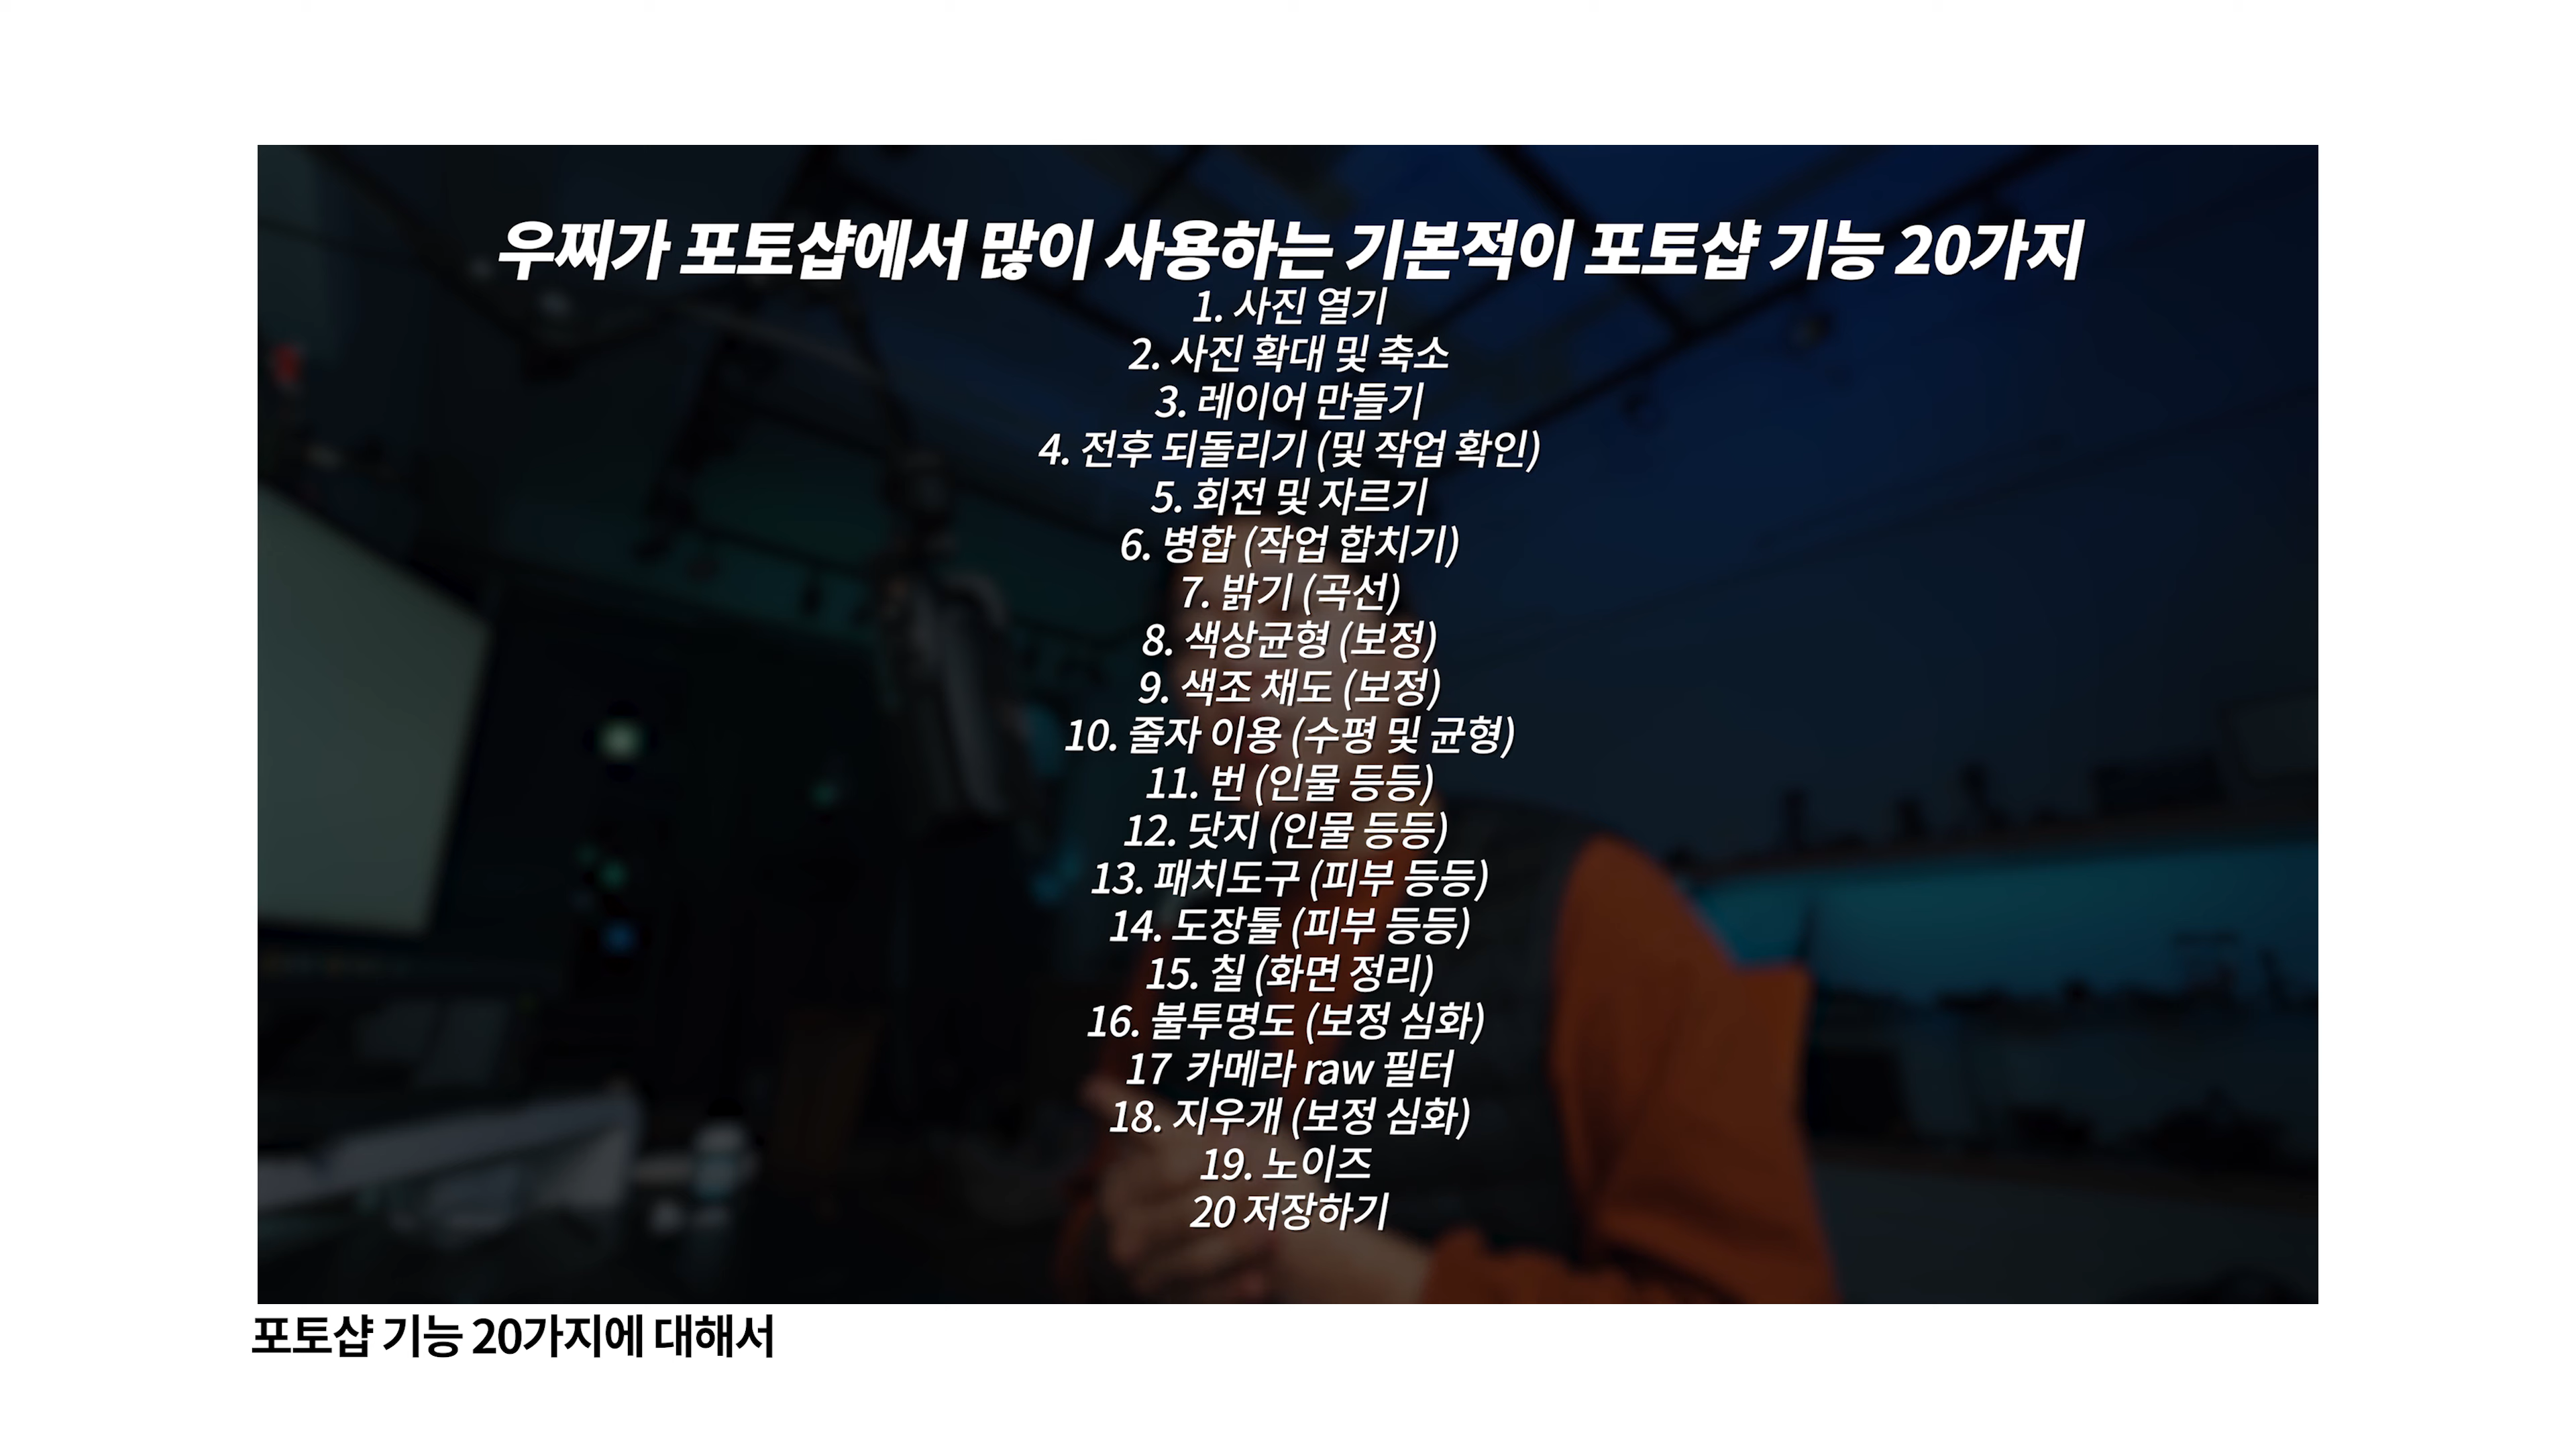 우찌가 포토샵에서 많이 사용하는 기본적이 포토샵 기능 20가지
1. 사진 열기
2. 사진 확대 및 축소
3. 레이어 만들기
4. 전후 되돌리기 (및 작업 확인)
5. 회전 및 자르기
6. 병합 (작업 합치기)
7. 밝기 (곡선)
8. 색상균형 (보정)
9. 색조 채도 (보정)
10. 줄자 이용 (수평 및 균형)
11. 번 (인물 등등)
12. 닷지 (인물 등등)
13. 패치도구 (피부 등등)
14. 도장툴 (피부 등등)
15. 칠 (화면 정리)
16. 불투명도 (보정 심화)
17 카메라 raw 필터
18. 지우개 (보정 심화)
19. 노이즈
20 저장하기
포토샵 기능 20가지에 대해서